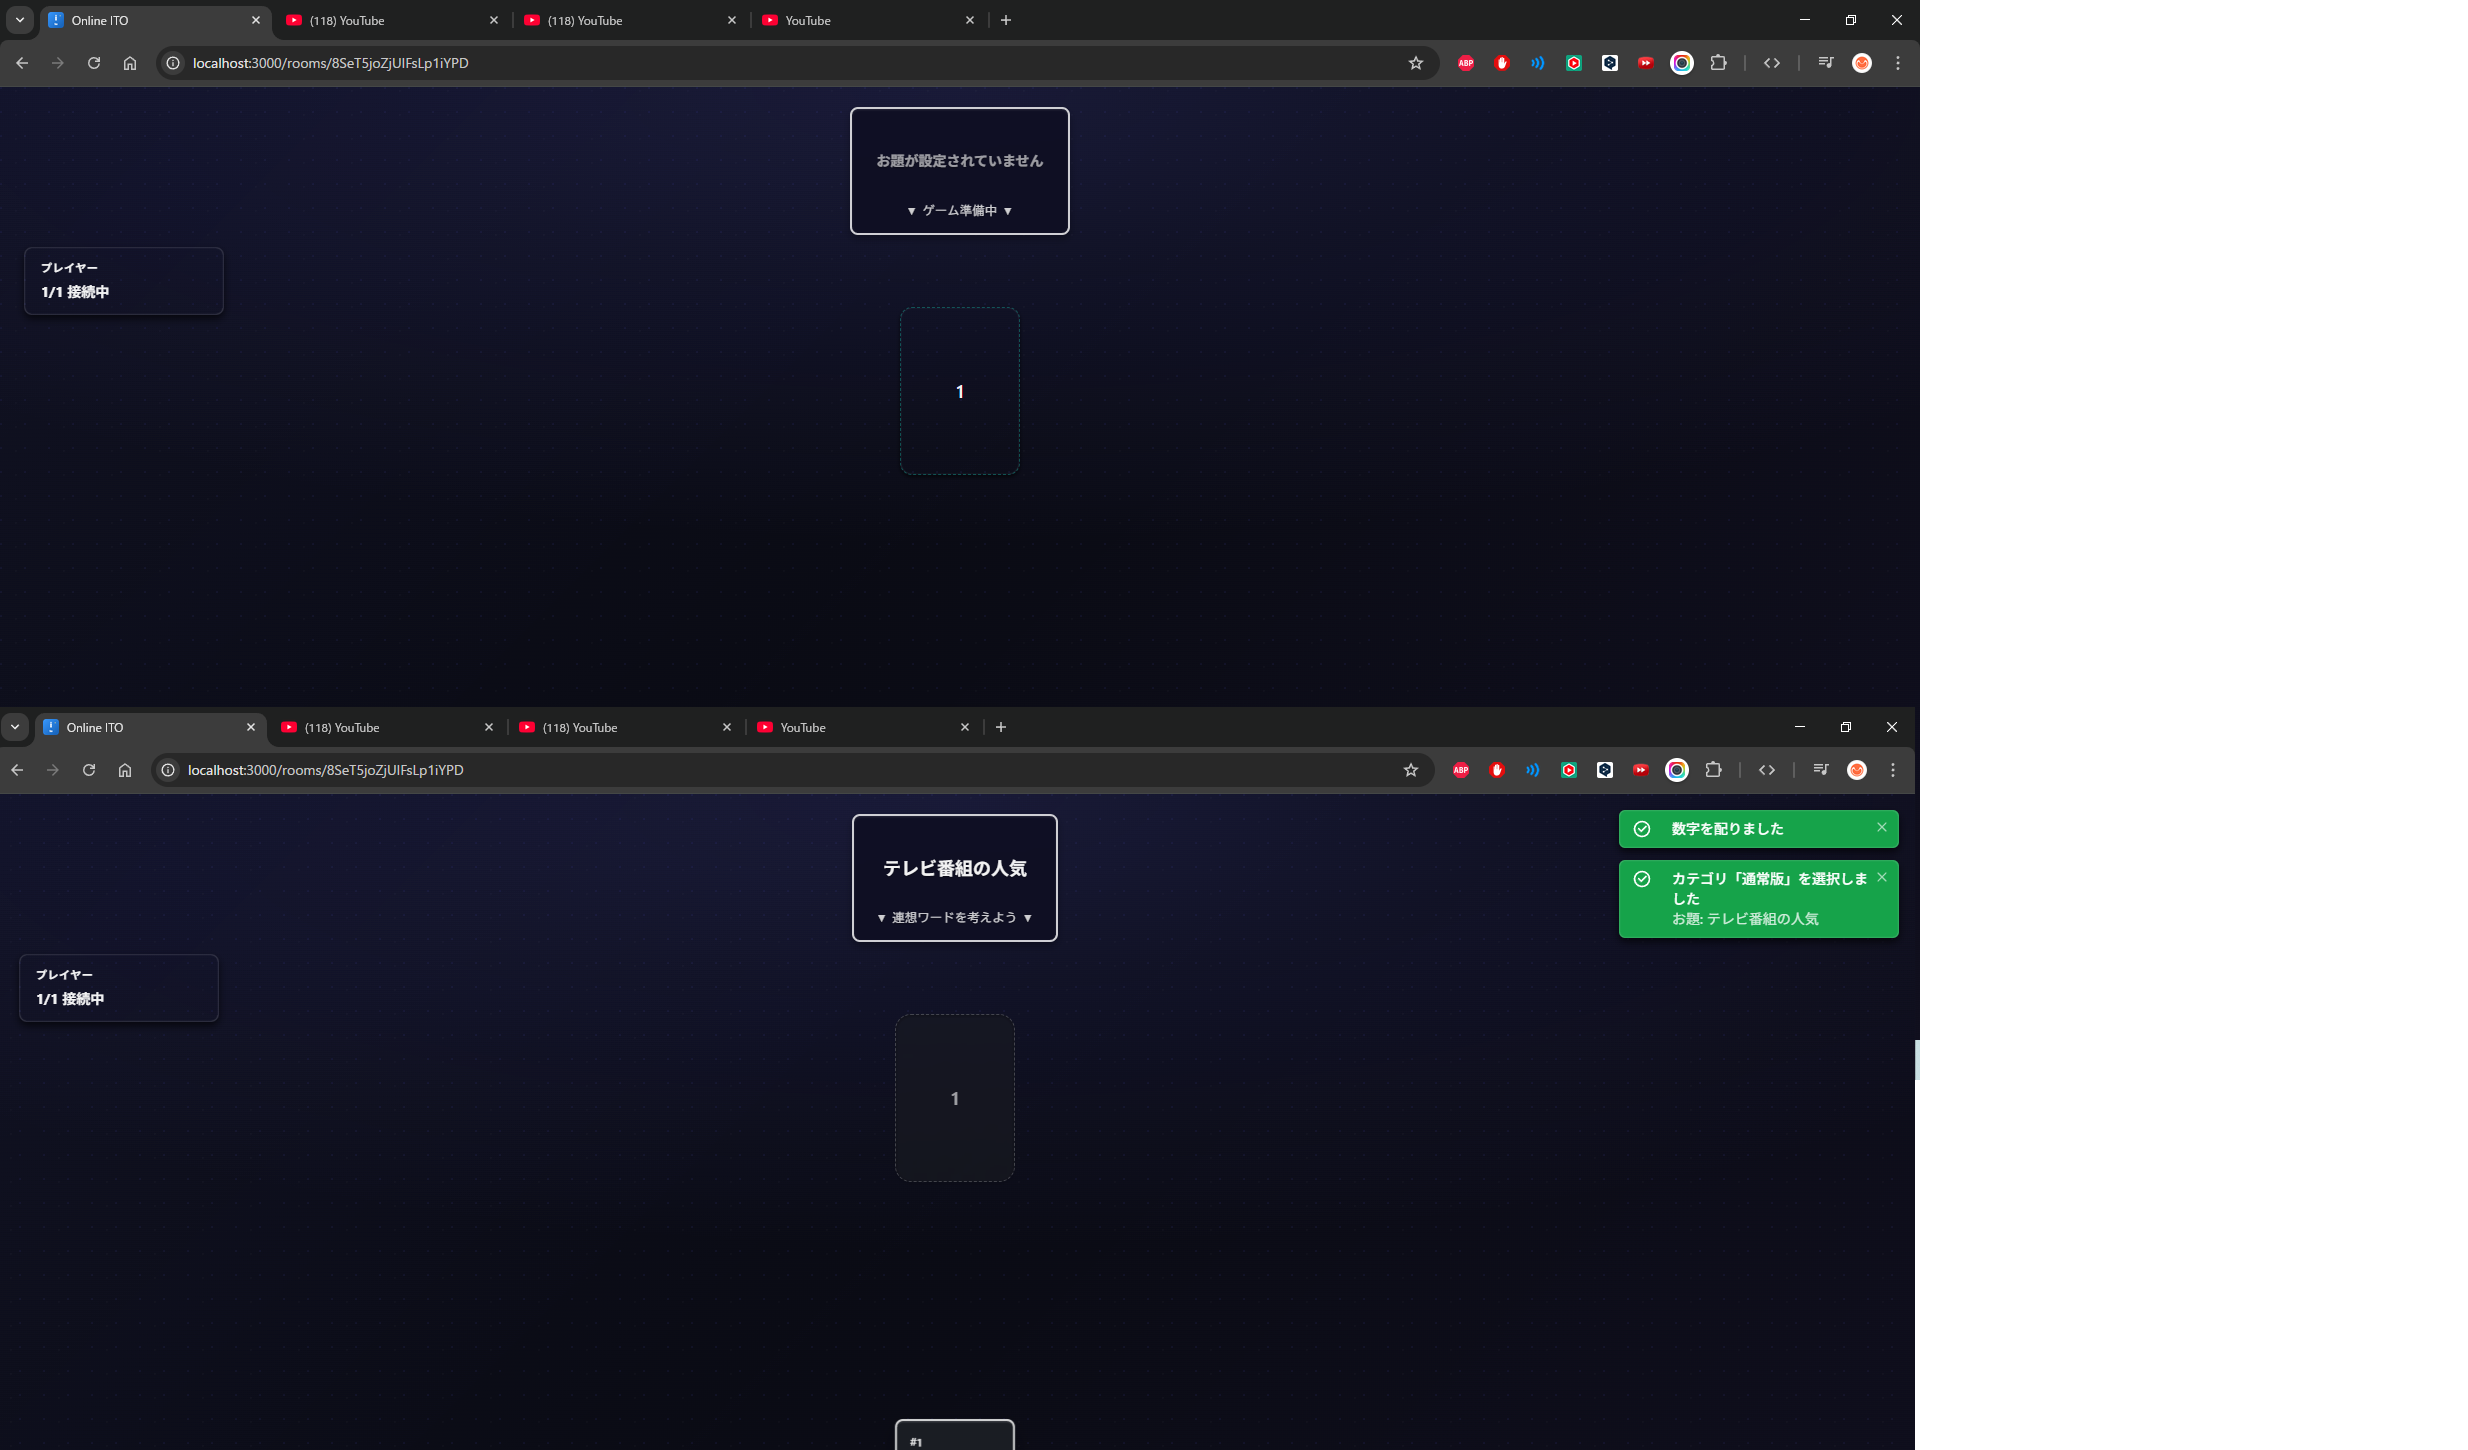 Online ITO
(118) YouTube
(118) YouTube
YouTube
localhost:3000/rooms/8SeT5joZjUIFsLp1iYPD
ABP
お題が設定されていません
▼ ゲーム準備中 ▼
プレイヤー
1/1 接続中
1
Online ITO
(118) YouTube
(118) YouTube
YouTube
localhost:3000/rooms/8SeT5joZjUIFsLp1iYPD
ABP
テレビ番組の人気
▼ 連想ワードを考えよう ▼
数字を配りました
カテゴリ「通常版」を選択しま
した
お題: テレビ番組の人気
プレイヤー
1/1 接続中
1
#1